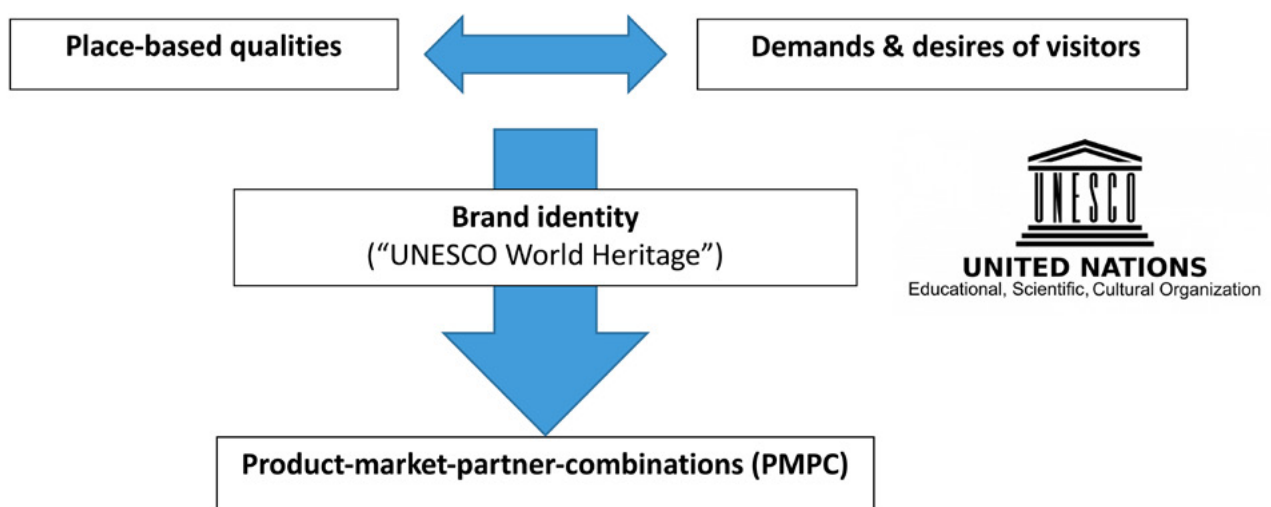 Place-based qualities
Demands & desires of visitors
Brand identity
(“UNESCO World Heritage”)
UNESCO
UNITED NATIONS
Educational, Scientific, Cultural Organization
Product-market-partner-combinations (PMPC)